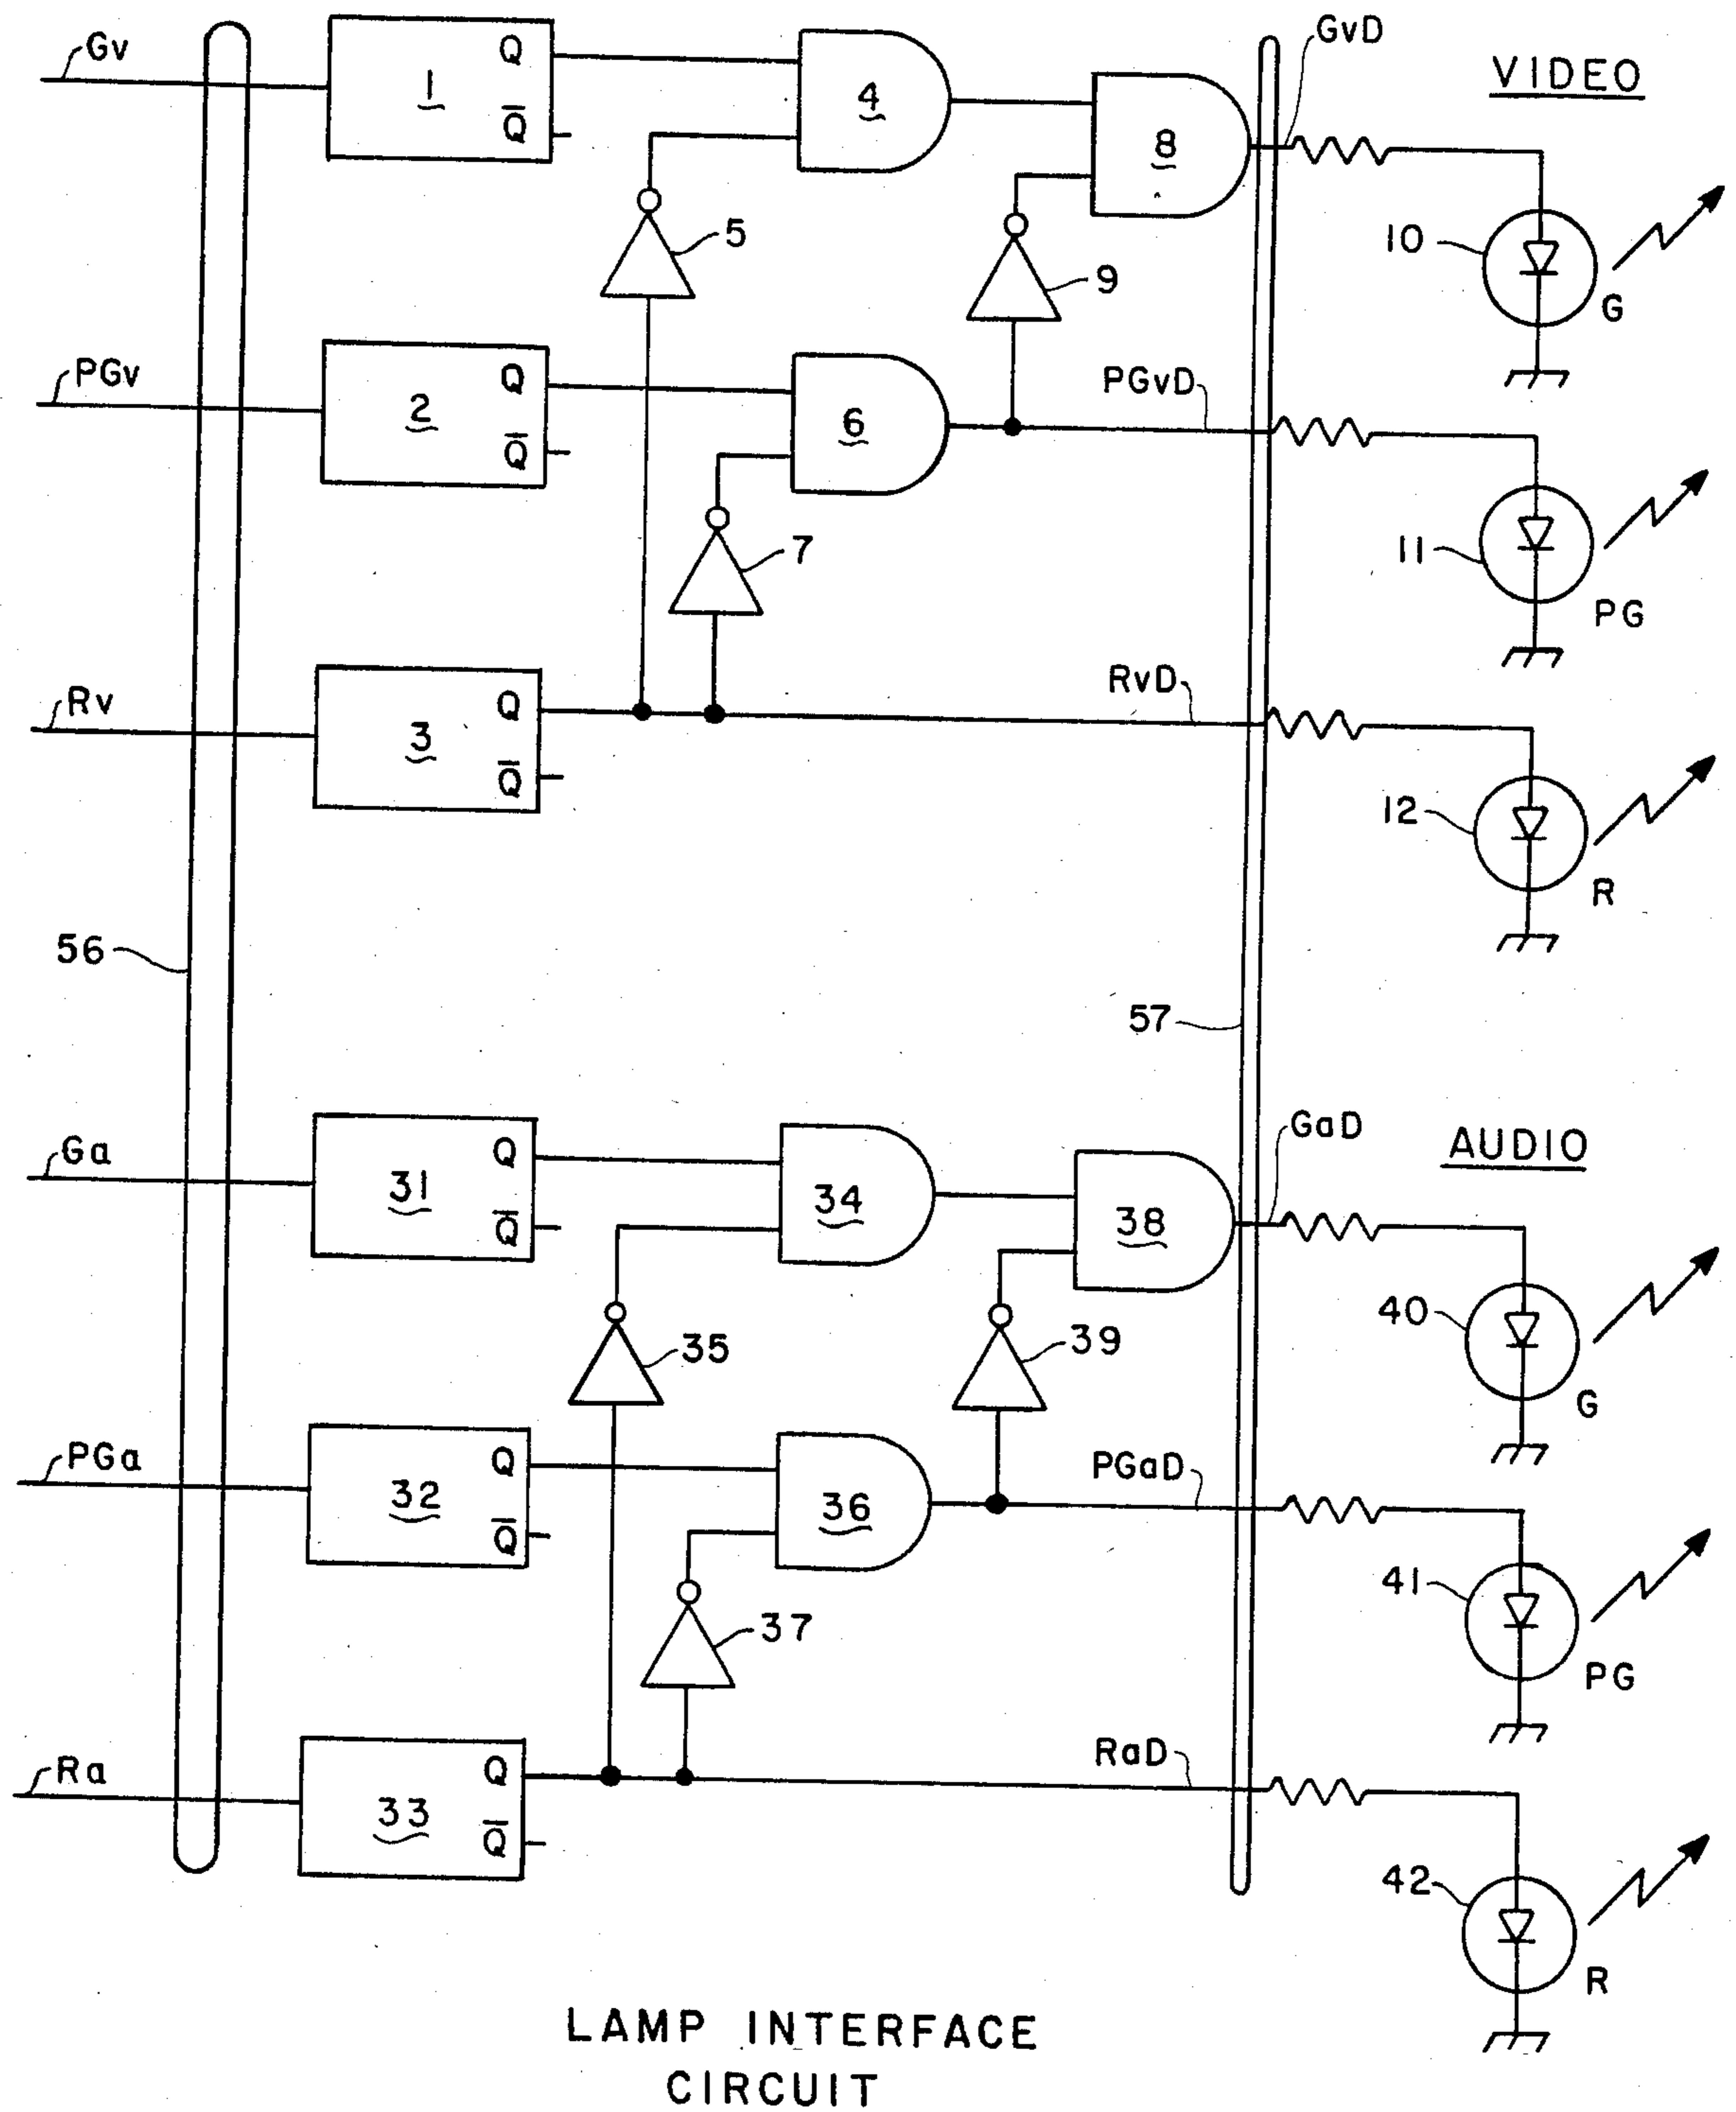 Gv
Q
1
Q̅
4
8
GvD
VIDEO
5
9
10
G
PGv
Q
2
Q̅
6
PGvD
7
11
PG
Rv
Q
3
Q̅
RvD
12
R
56
57
Ga
Q
31
Q̅
34
38
GaD
AUDIO
35
39
40
G
PGa
Q
32
Q̅
36
PGaD
37
41
PG
Ra
Q
33
Q̅
RaD
42
R
LAMP INTERFACE
CIRCUIT